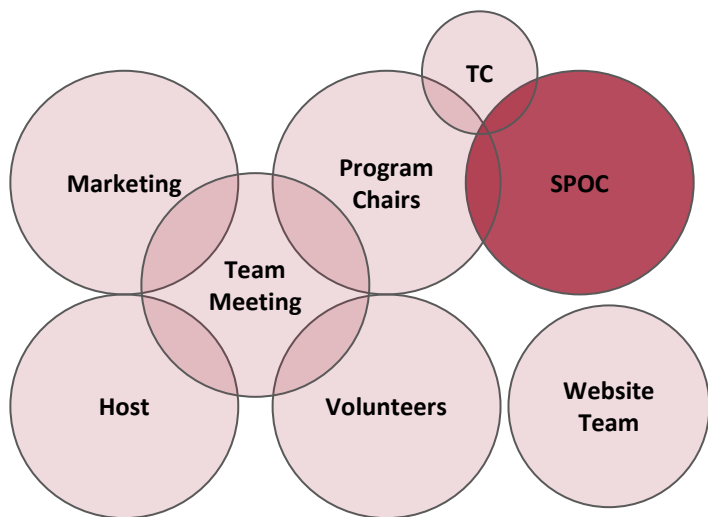 TC
Marketing
Program
Chairs
SPOC
Team
Meeting
Host
Volunteers
Website
Team